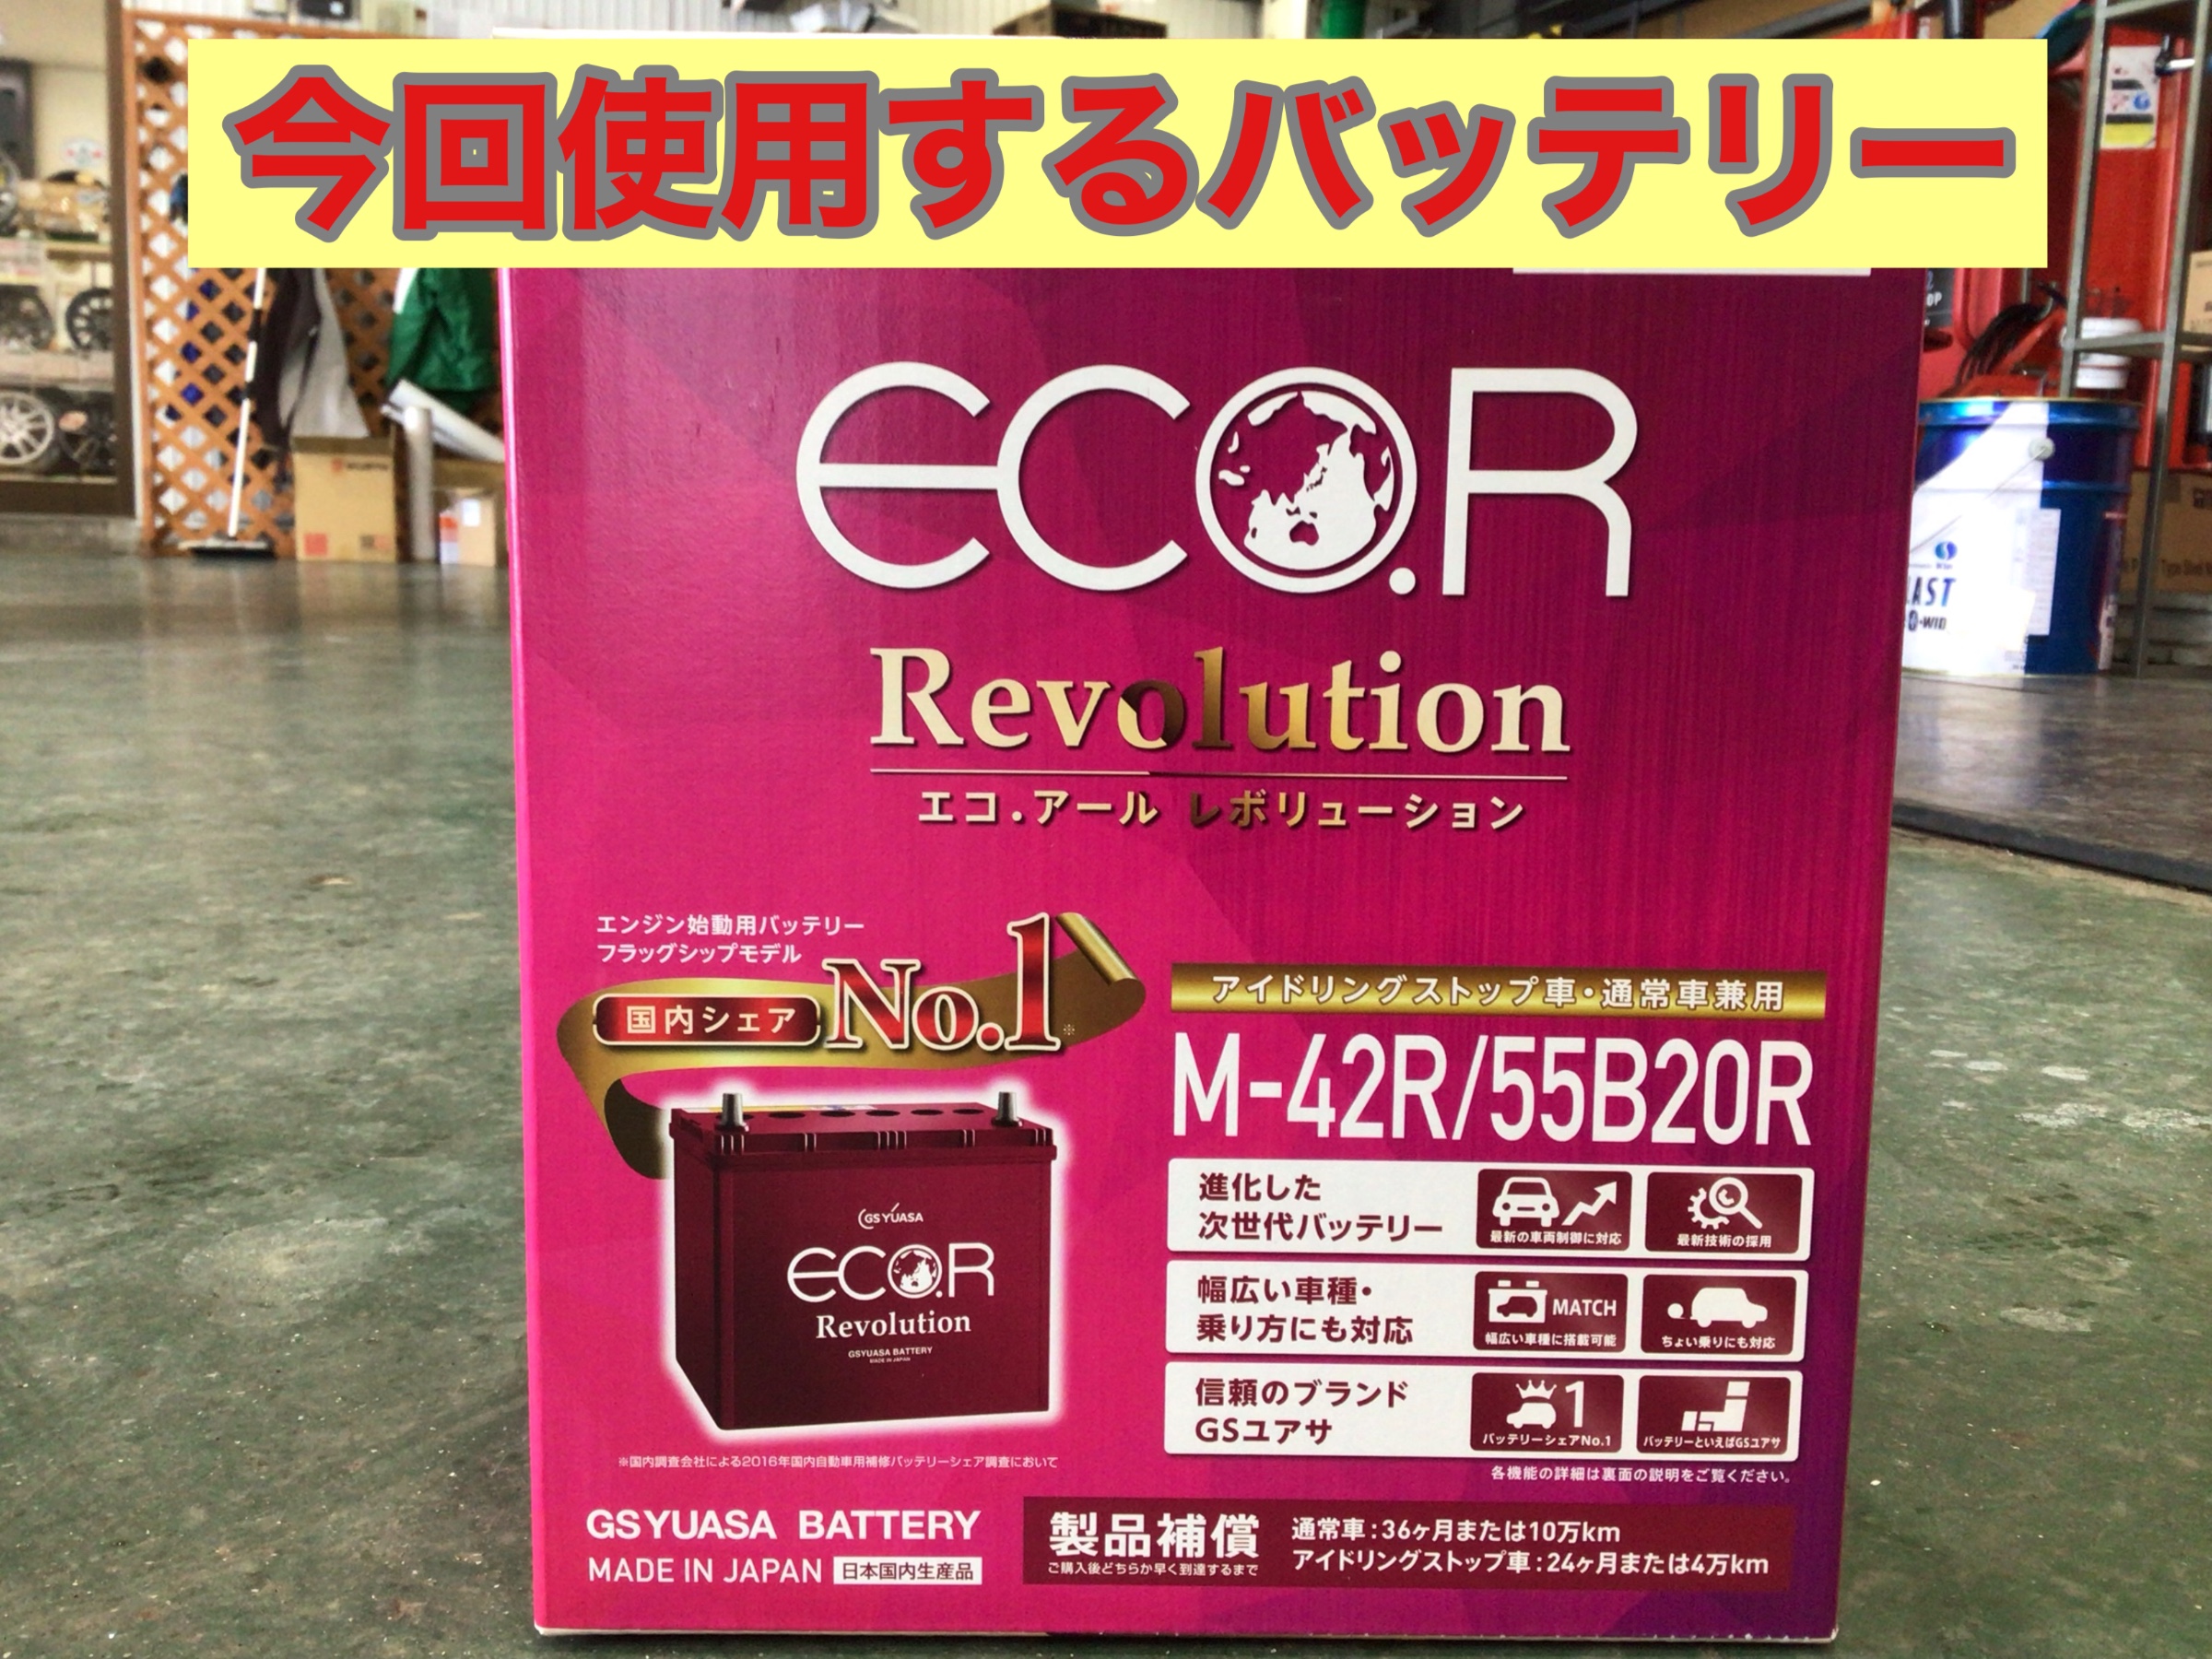 今回使用するバッテリー
ECO.R
Revolution
エコ.アール レボリューション
エンジン始動用バッテリー
フラッグシップモデル
国内シェア No.1※
アイドリングストップ車・通常車兼用
M-42R/55B20R
進化した
次世代バッテリー
最新の車両制御に対応
最新技術の採用
幅広い車種・
乗り方にも対応
MATCH
幅広い車種に搭載可能
ちょい乗りにも対応
信頼のブランド
GSユアサ
1
バッテリーシェアNo.1
バッテリーといえばGSユアサ
各機能の詳細は裏面の説明をご覧ください。
GS YUASA
ECO.R
Revolution
GSYUASA BATTERY
MADE IN JAPAN
※国内調査会社による2016年国内自動車用補修バッテリーシェア調査において
GSYUASA BATTERY
MADE IN JAPAN 日本国内生産品
製品補償
ご購入後どちらか早く到達するまで
通常車:36ヶ月または10万km
アイドリングストップ車:24ヶ月または4万km